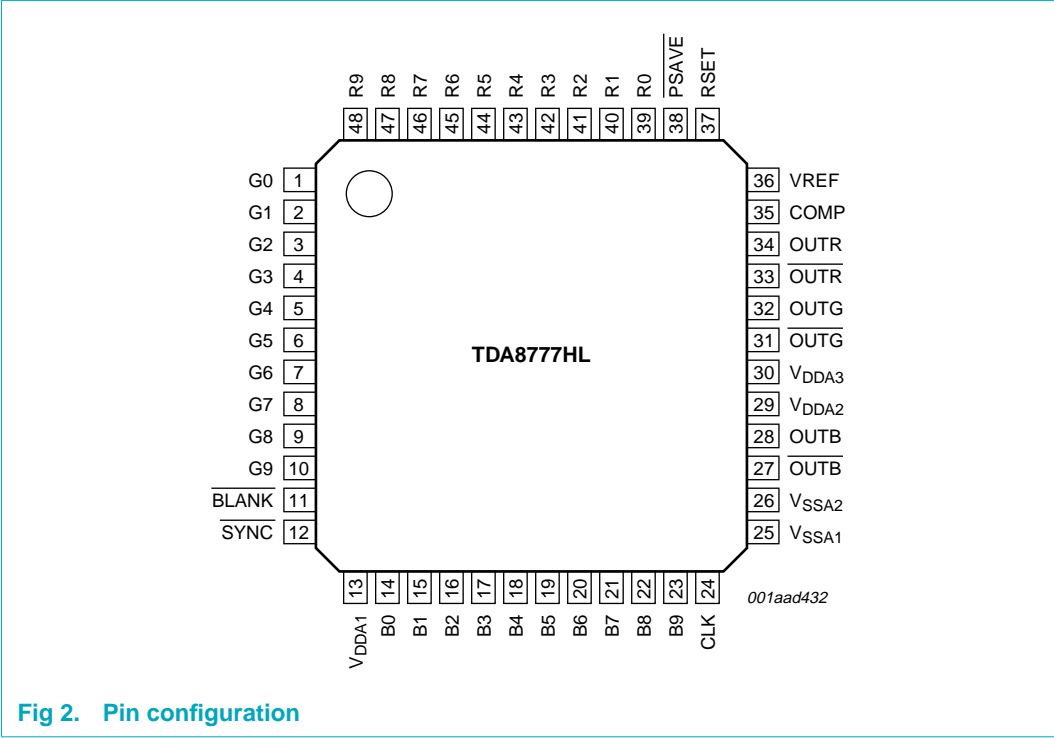 R9 R8 R7 R6 R5 R4 R3 R2 R1 R0 PSAVE RSET
48 47 46 45 44 43 42 41 40 39 38 37
G0 1 36 VREF
G1 2 35 COMP
G2 3 34 OUTR
G3 4 33 OUTR
G4 5 32 OUTG
G5 6 31 OUTG
TDA8777HL
G6 7 30 VDDA3
G7 8 29 VDDA2
G8 9 28 OUTB
G9 10 27 OUTB
BLANK 11 26 VSSA2
SYNC 12 25 VSSA1
13 14 15 16 17 18 19 20 21 22 23 24
001aad432
VDDA1 B0 B1 B2 B3 B4 B5 B6 B7 B8 B9 CLK
Fig 2. Pin configuration